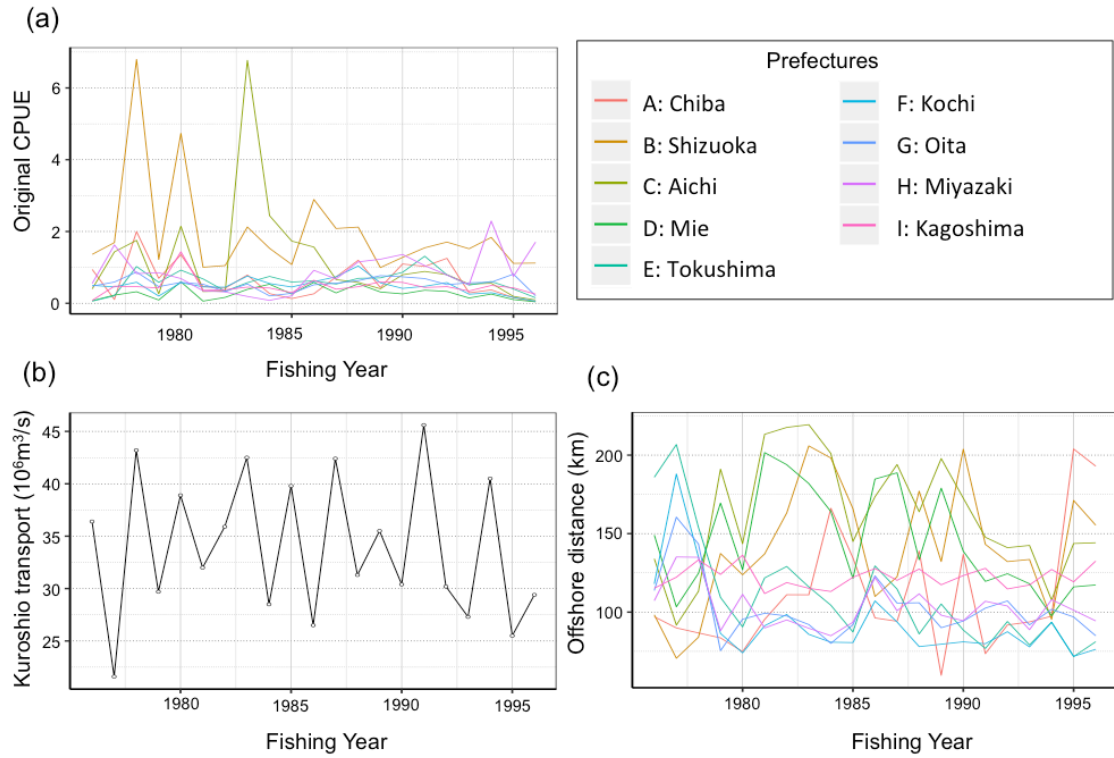 (a)
Original CPUE
6
4
2
0
1980 1985 1990 1995
Fishing Year
Prefectures
A: Chiba
B: Shizuoka
C: Aichi
D: Mie
E: Tokushima
F: Kochi
G: Oita
H: Miyazaki
I: Kagoshima
(b)
Kuroshio transport (10⁶m³/s)
45
40
35
30
25
1980 1985 1990 1995
Fishing Year
(c)
Offshore distance (km)
200
150
100
1980 1985 1990 1995
Fishing Year